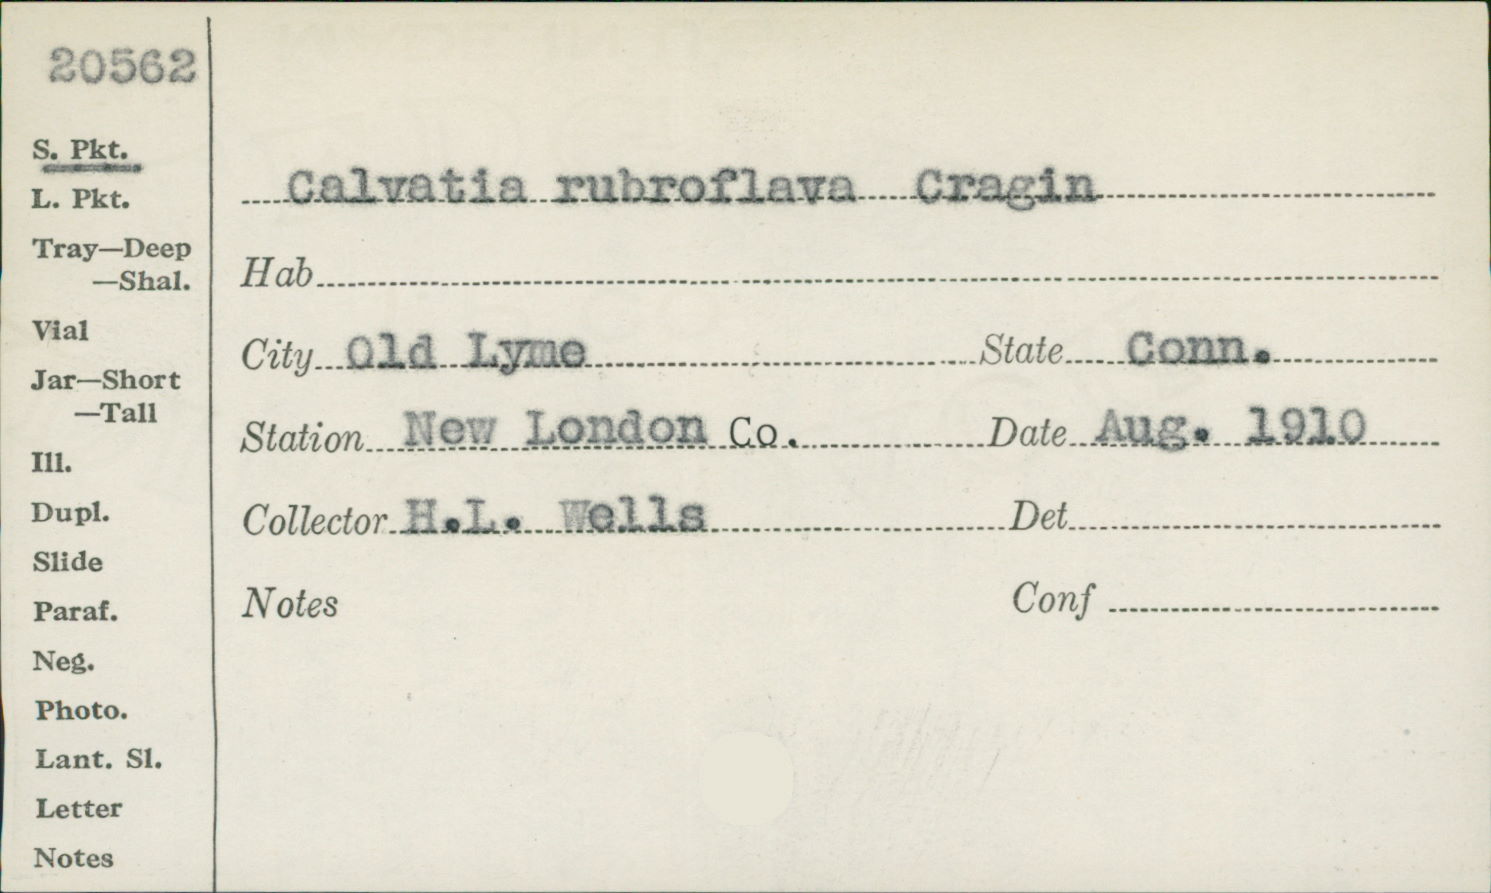 20562
S. Pkt.
L. Pkt.
Tray—Deep
—Shal.
Vial
Jar—Short
—Tall
Ill.
Dupl.
Slide
Paraf.
Neg.
Photo.
Lant. Sl.
Letter
Notes
Calvatia rubroflava Cragin
Hab
City Old Lyme State Conn.
Station New London Co. Date Aug. 1910
Collector H.L. Wells Det
Notes Conf